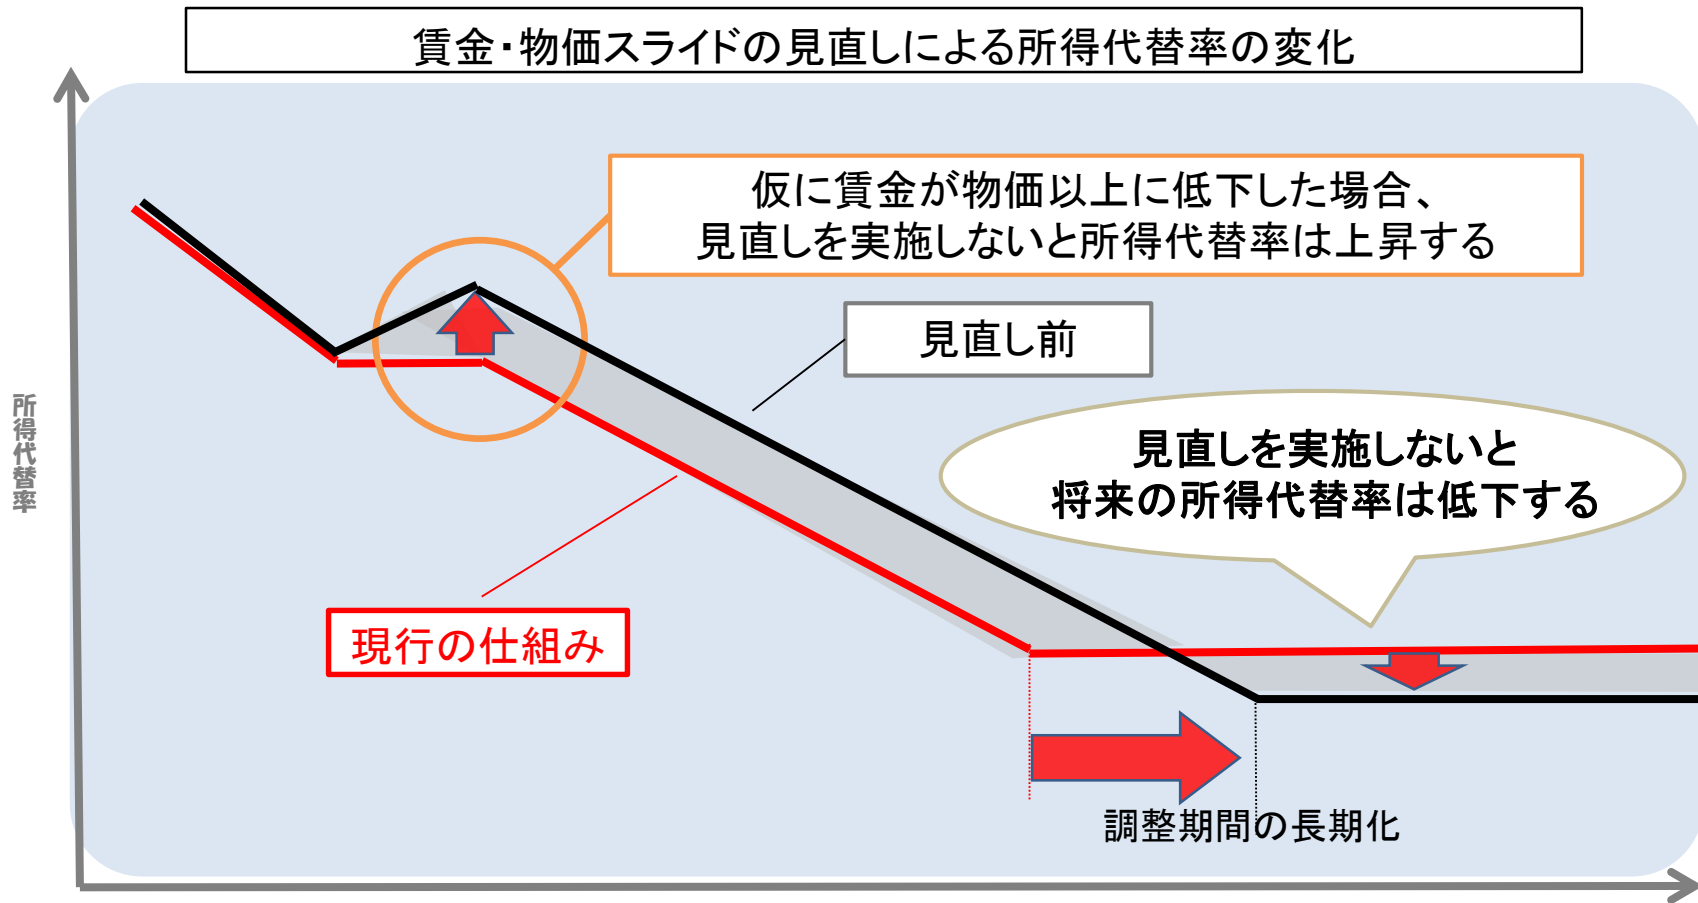 賃金・物価スライドの見直しによる所得代替率の変化
仮に賃金が物価以上に低下した場合、
見直しを実施しないと所得代替率は上昇する
見直し前
所得代替率
見直しを実施しないと
将来の所得代替率は低下する
現行の仕組み
調整期間の長期化